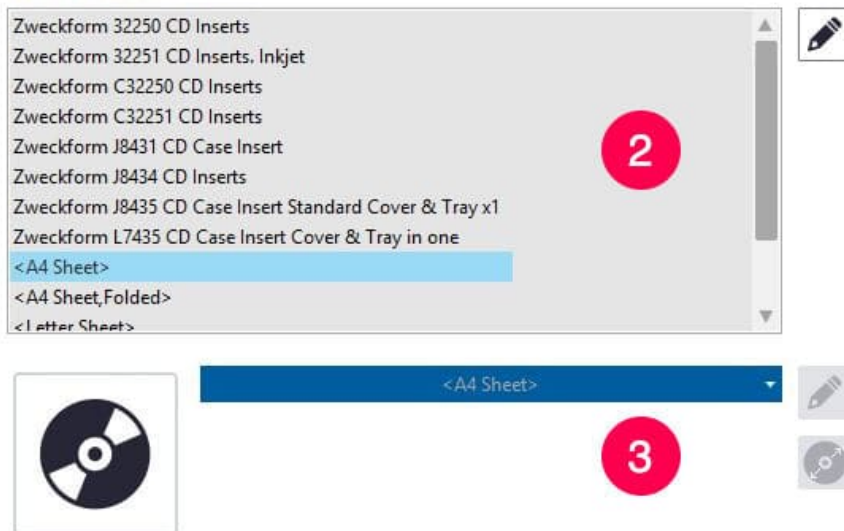 Zweckform 32250 CD Inserts
Zweckform 32251 CD Inserts. Inkjet
Zweckform C32250 CD Inserts
Zweckform C32251 CD Inserts
Zweckform J8431 CD Case Insert
2
Zweckform J8434 CD Inserts
Zweckform J8435 CD Case Insert Standard Cover & Tray x1
Zweckform L7435 CD Case Insert Cover & Tray in one
<A4 Sheet>
<A4 Sheet,Folded>
<Letter Sheet>
<A4 Sheet>
3